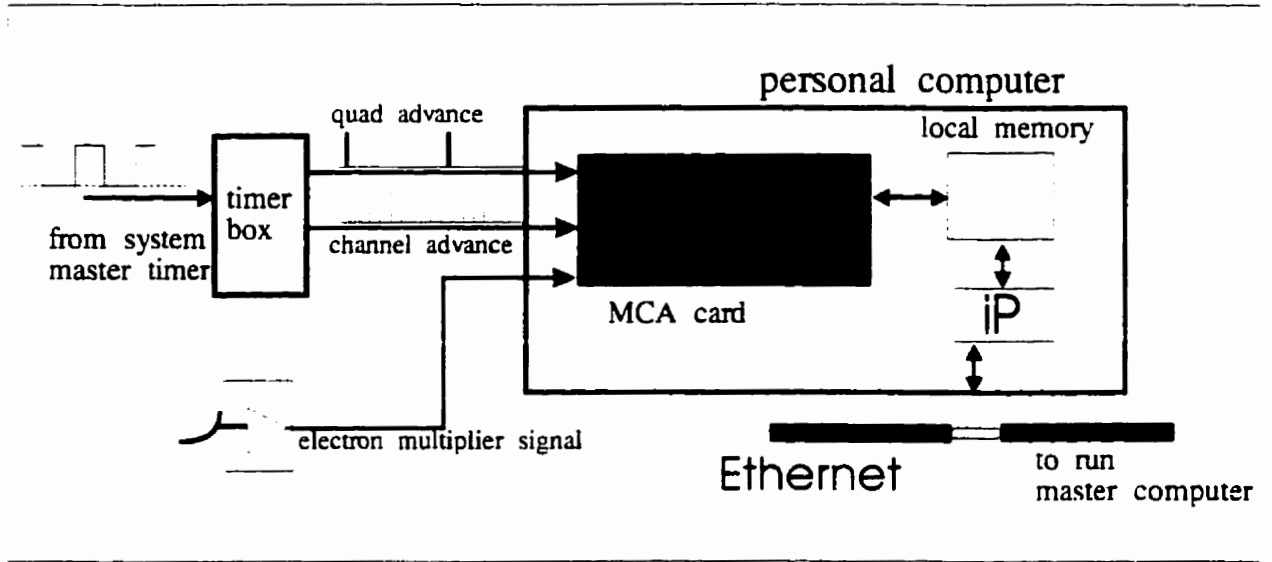 personal computer
quad advance
local memory
timer
box
from system
master timer
channel advance
MCA card
iP
electron multiplier signal
Ethernet
to run
master computer